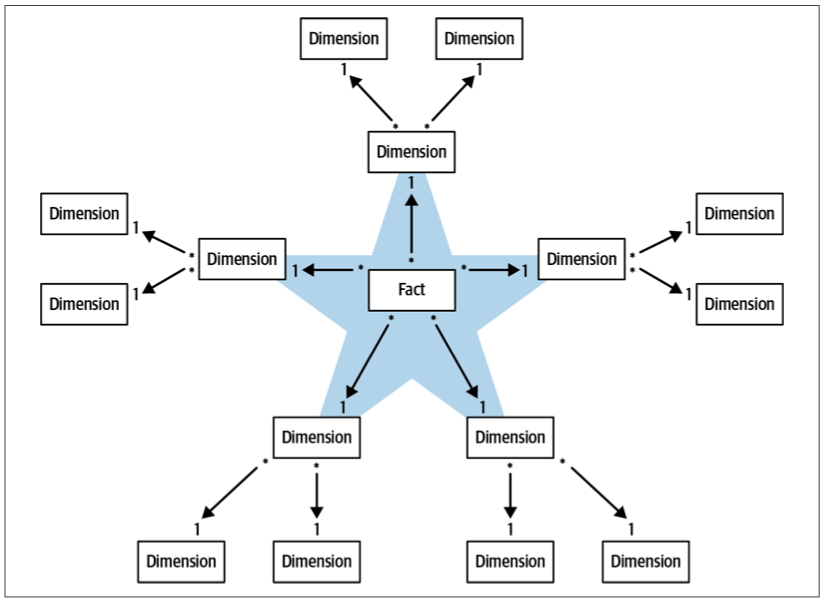 Dimension Dimension
1 1
* *
Dimension
1
Dimension Dimension
1 * * 1
Dimension Dimension
* 1 * * 1 *
Fact
Dimension 1 1 Dimension
* *
1 1
Dimension Dimension
* * * *
1 1 1 1
Dimension Dimension Dimension Dimension